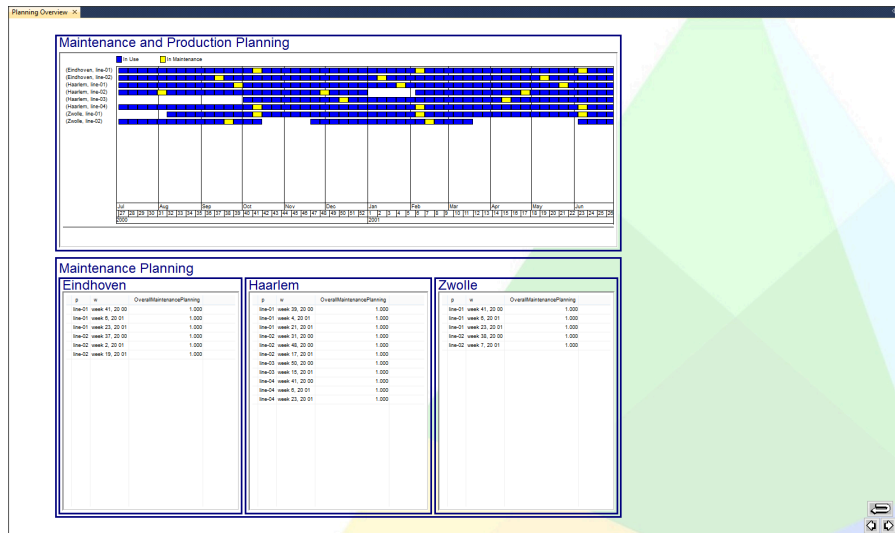 Planning Overview ×
Maintenance and Production Planning
In Use In Maintenance
(Eindhoven, line-01)
(Eindhoven, line-02)
(Haarlem, line-01)
(Haarlem, line-02)
(Haarlem, line-03)
(Haarlem, line-04)
(Zwolle, line-01)
(Zwolle, line-02)
Jul Aug Sep Oct Nov Dec Jan Feb Mar Apr May Jun
27 28 29 30 31 32 33 34 35 36 37 38 39 40 41 42 43 44 45 46 47 48 49 50 51 52 1 2 3 4 5 6 7 8 9 10 11 12 13 14 15 16 17 18 19 20 21 22 23 24 25 26
2000 2001
Maintenance Planning
Eindhoven
p w OverallMaintenancePlanning
line-01 week 41, 20 00 1.000
line-01 week 6, 20 01 1.000
line-01 week 23, 20 01 1.000
line-02 week 37, 20 00 1.000
line-02 week 2, 20 01 1.000
line-02 week 19, 20 01 1.000
Haarlem
p w OverallMaintenancePlanning
line-01 week 39, 20 00 1.000
line-01 week 4, 20 01 1.000
line-01 week 21, 20 01 1.000
line-02 week 31, 20 00 1.000
line-02 week 48, 20 00 1.000
line-02 week 17, 20 01 1.000
line-03 week 50, 20 00 1.000
line-03 week 15, 20 01 1.000
line-04 week 41, 20 00 1.000
line-04 week 6, 20 01 1.000
line-04 week 23, 20 01 1.000
Zwolle
p w OverallMaintenancePlanning
line-01 week 41, 20 00 1.000
line-01 week 6, 20 01 1.000
line-01 week 23, 20 01 1.000
line-02 week 38, 20 00 1.000
line-02 week 7, 20 01 1.000